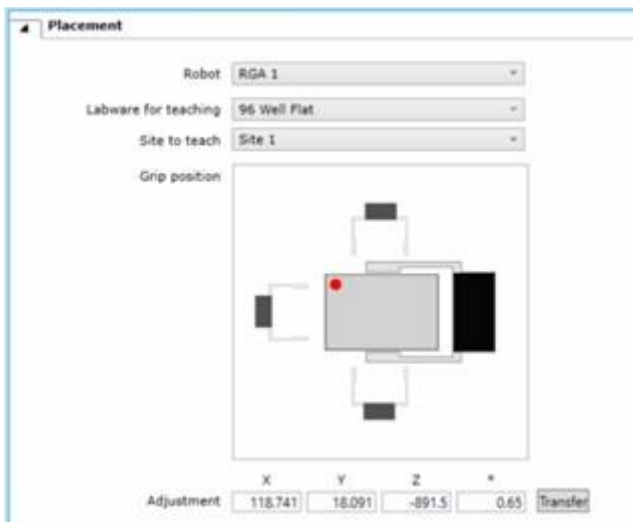 Placement
Robot RGA 1
Labware for teaching 96 Well Flat
Site to teach Site 1
Grip position
X Y Z °
Adjustment 118.741 18.091 -891.5 0.65 Transfer